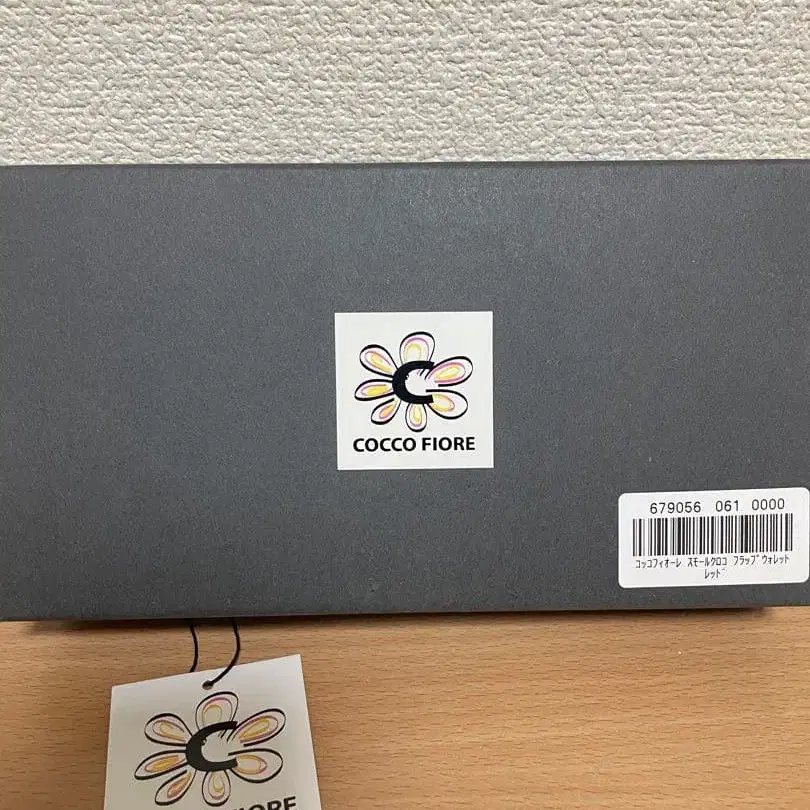 C
COCCO FIORE
679056 061 0000
コッコフィオーレ スモールクロコ フラップウォレット
レッド
C
FIORE